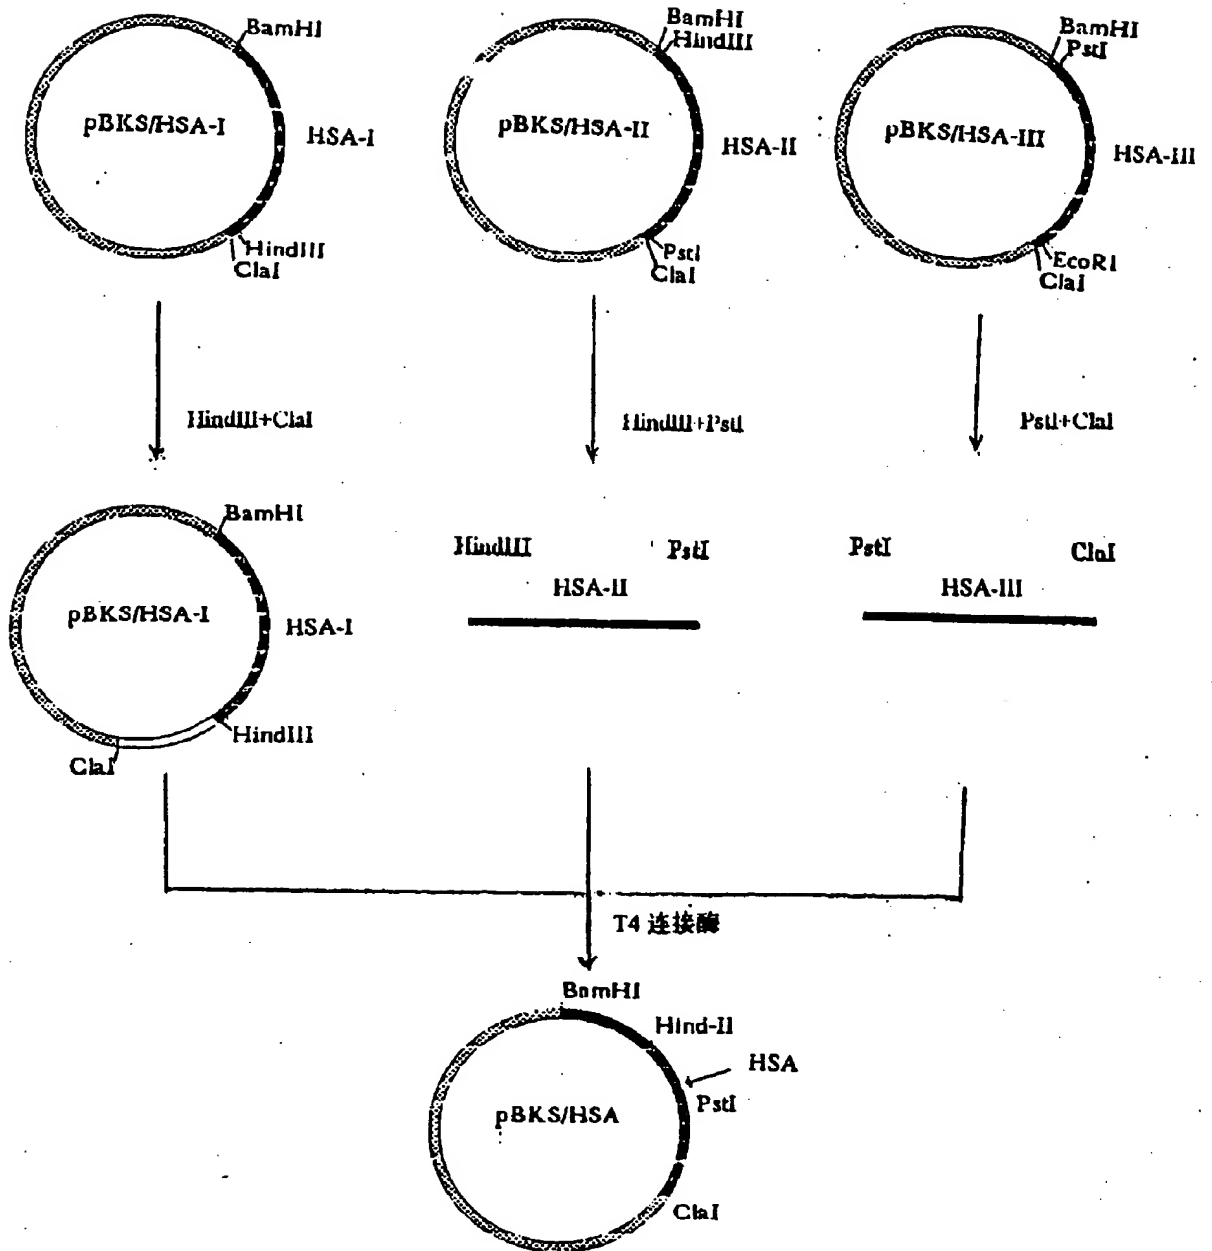 BamHI
pBKS/HSA-I
HSA-I
HindIII
ClaI
BamHI
HindIII
pBKS/HSA-II
HSA-II
PstI
ClaI
BamHI
PstI
pBKS/HSA-III
HSA-III
EcoRI
ClaI
HindIII+ClaI
HindIII+PstI
PstI+ClaI
BamHI
pBKS/HSA-I
HSA-I
HindIII
ClaI
HindIII
PstI
HSA-II
PstI
ClaI
HSA-III
T4 连接酶
BamHI
Hind-II
HSA
PstI
pBKS/HSA
ClaI